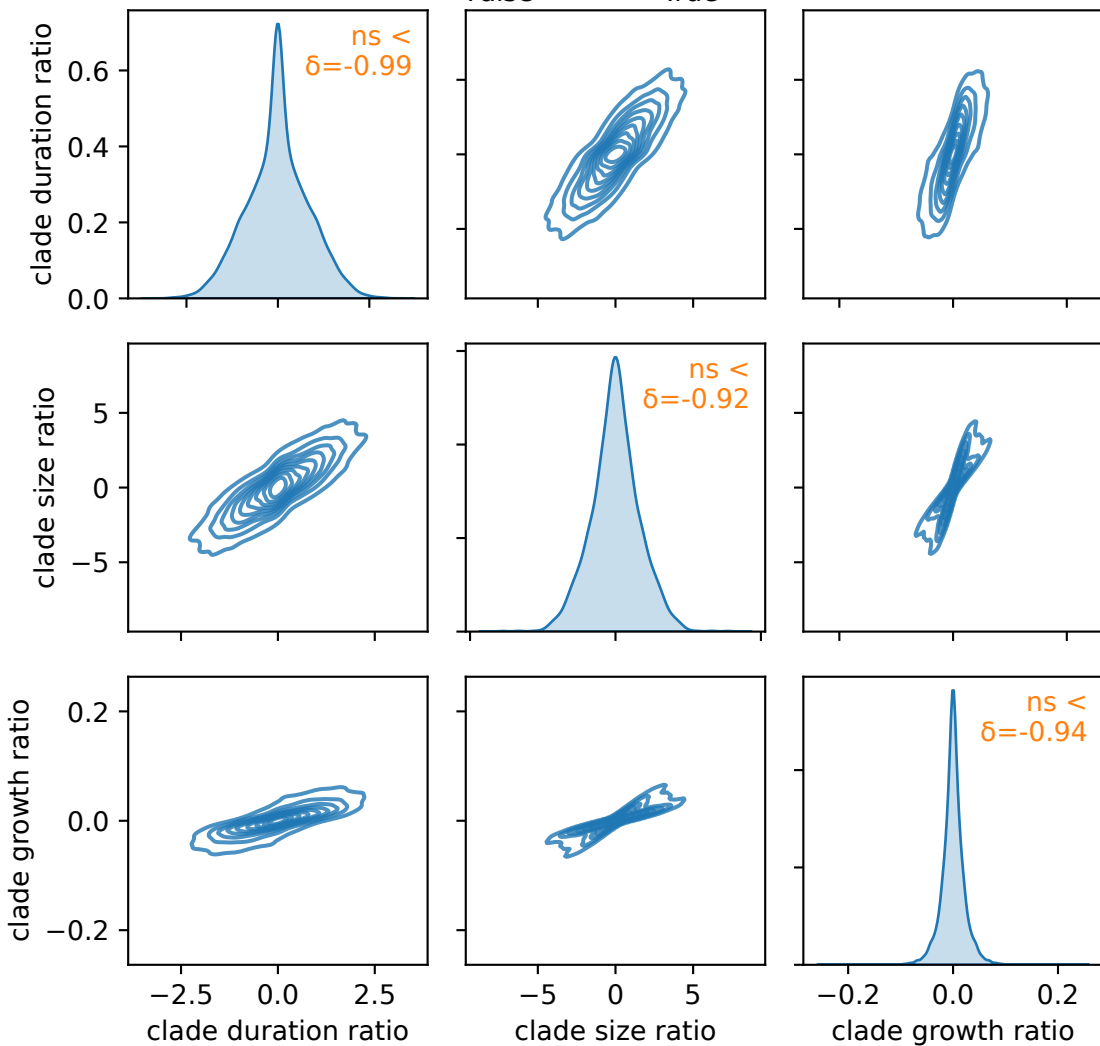 clade duration ratio
0.6
0.4
0.2
0.0
ns <
δ=-0.99
clade size ratio
5
0
−5
ns <
δ=-0.92
clade growth ratio
0.2
0.0
−0.2
ns <
δ=-0.94
−2.5 0.0 2.5
−5 0 5
−0.2 0.0 0.2
clade duration ratio
clade size ratio
clade growth ratio